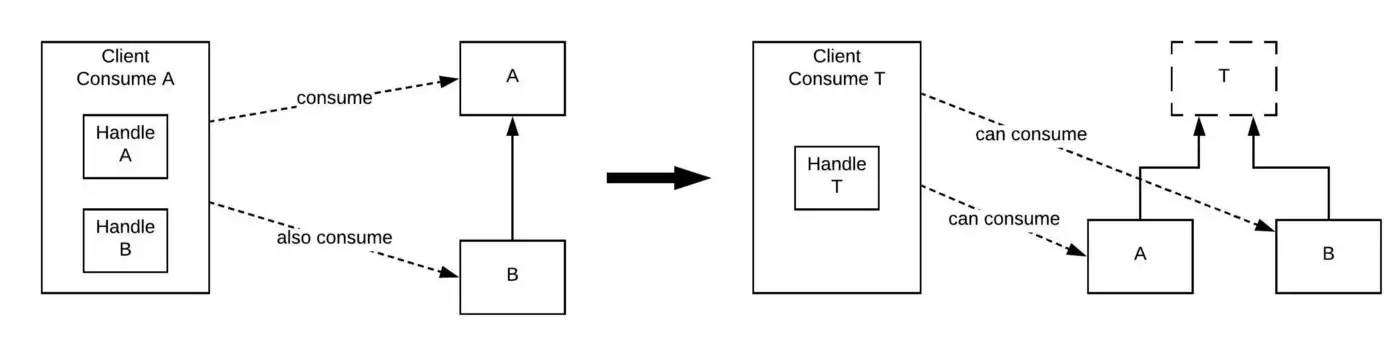 Client
Consume A
Handle
A
Handle
B
consume
also consume
A
B
Client
Consume T
Handle
T
can consume
can consume
T
A
B